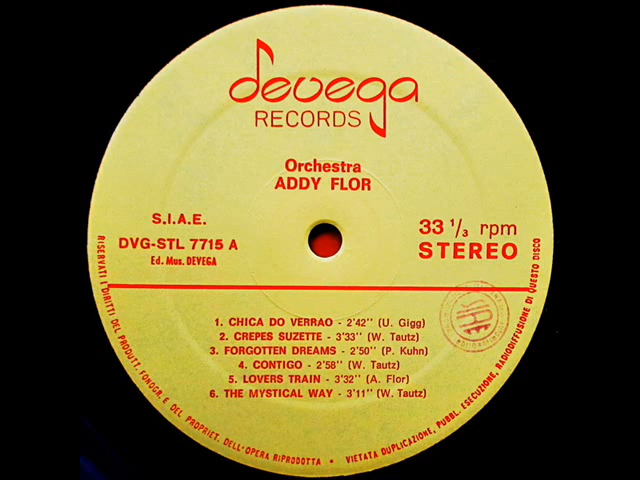 devega
RECORDS
Orchestra
ADDY FLOR
S.I.A.E.
DVG-STL 7715 A
Ed. Mus. DEVEGA
33 1/3 rpm
STEREO
1. CHICA DO VERRAO - 2'42'' (U. Gigg)
2. CREPES SUZETTE - 3'33'' (W. Tautz)
3. FORGOTTEN DREAMS - 2'50'' (P. Kuhn)
4. CONTIGO - 2'58'' (W. Tautz)
5. LOVERS TRAIN - 3'32'' (A. Flor)
6. THE MYSTICAL WAY - 3'11'' (W. Tautz)
RISERVATI I DIRITTI DEL PRODUTT. FONOGR. E DEL PROPRIET. DELL'OPERA RIPRODOTTA • VIETATA DUPLICAZIONE, PUBBL. ESECUZIONE, RADIODIFFUSIONE DI QUESTO DISCO
SIAE